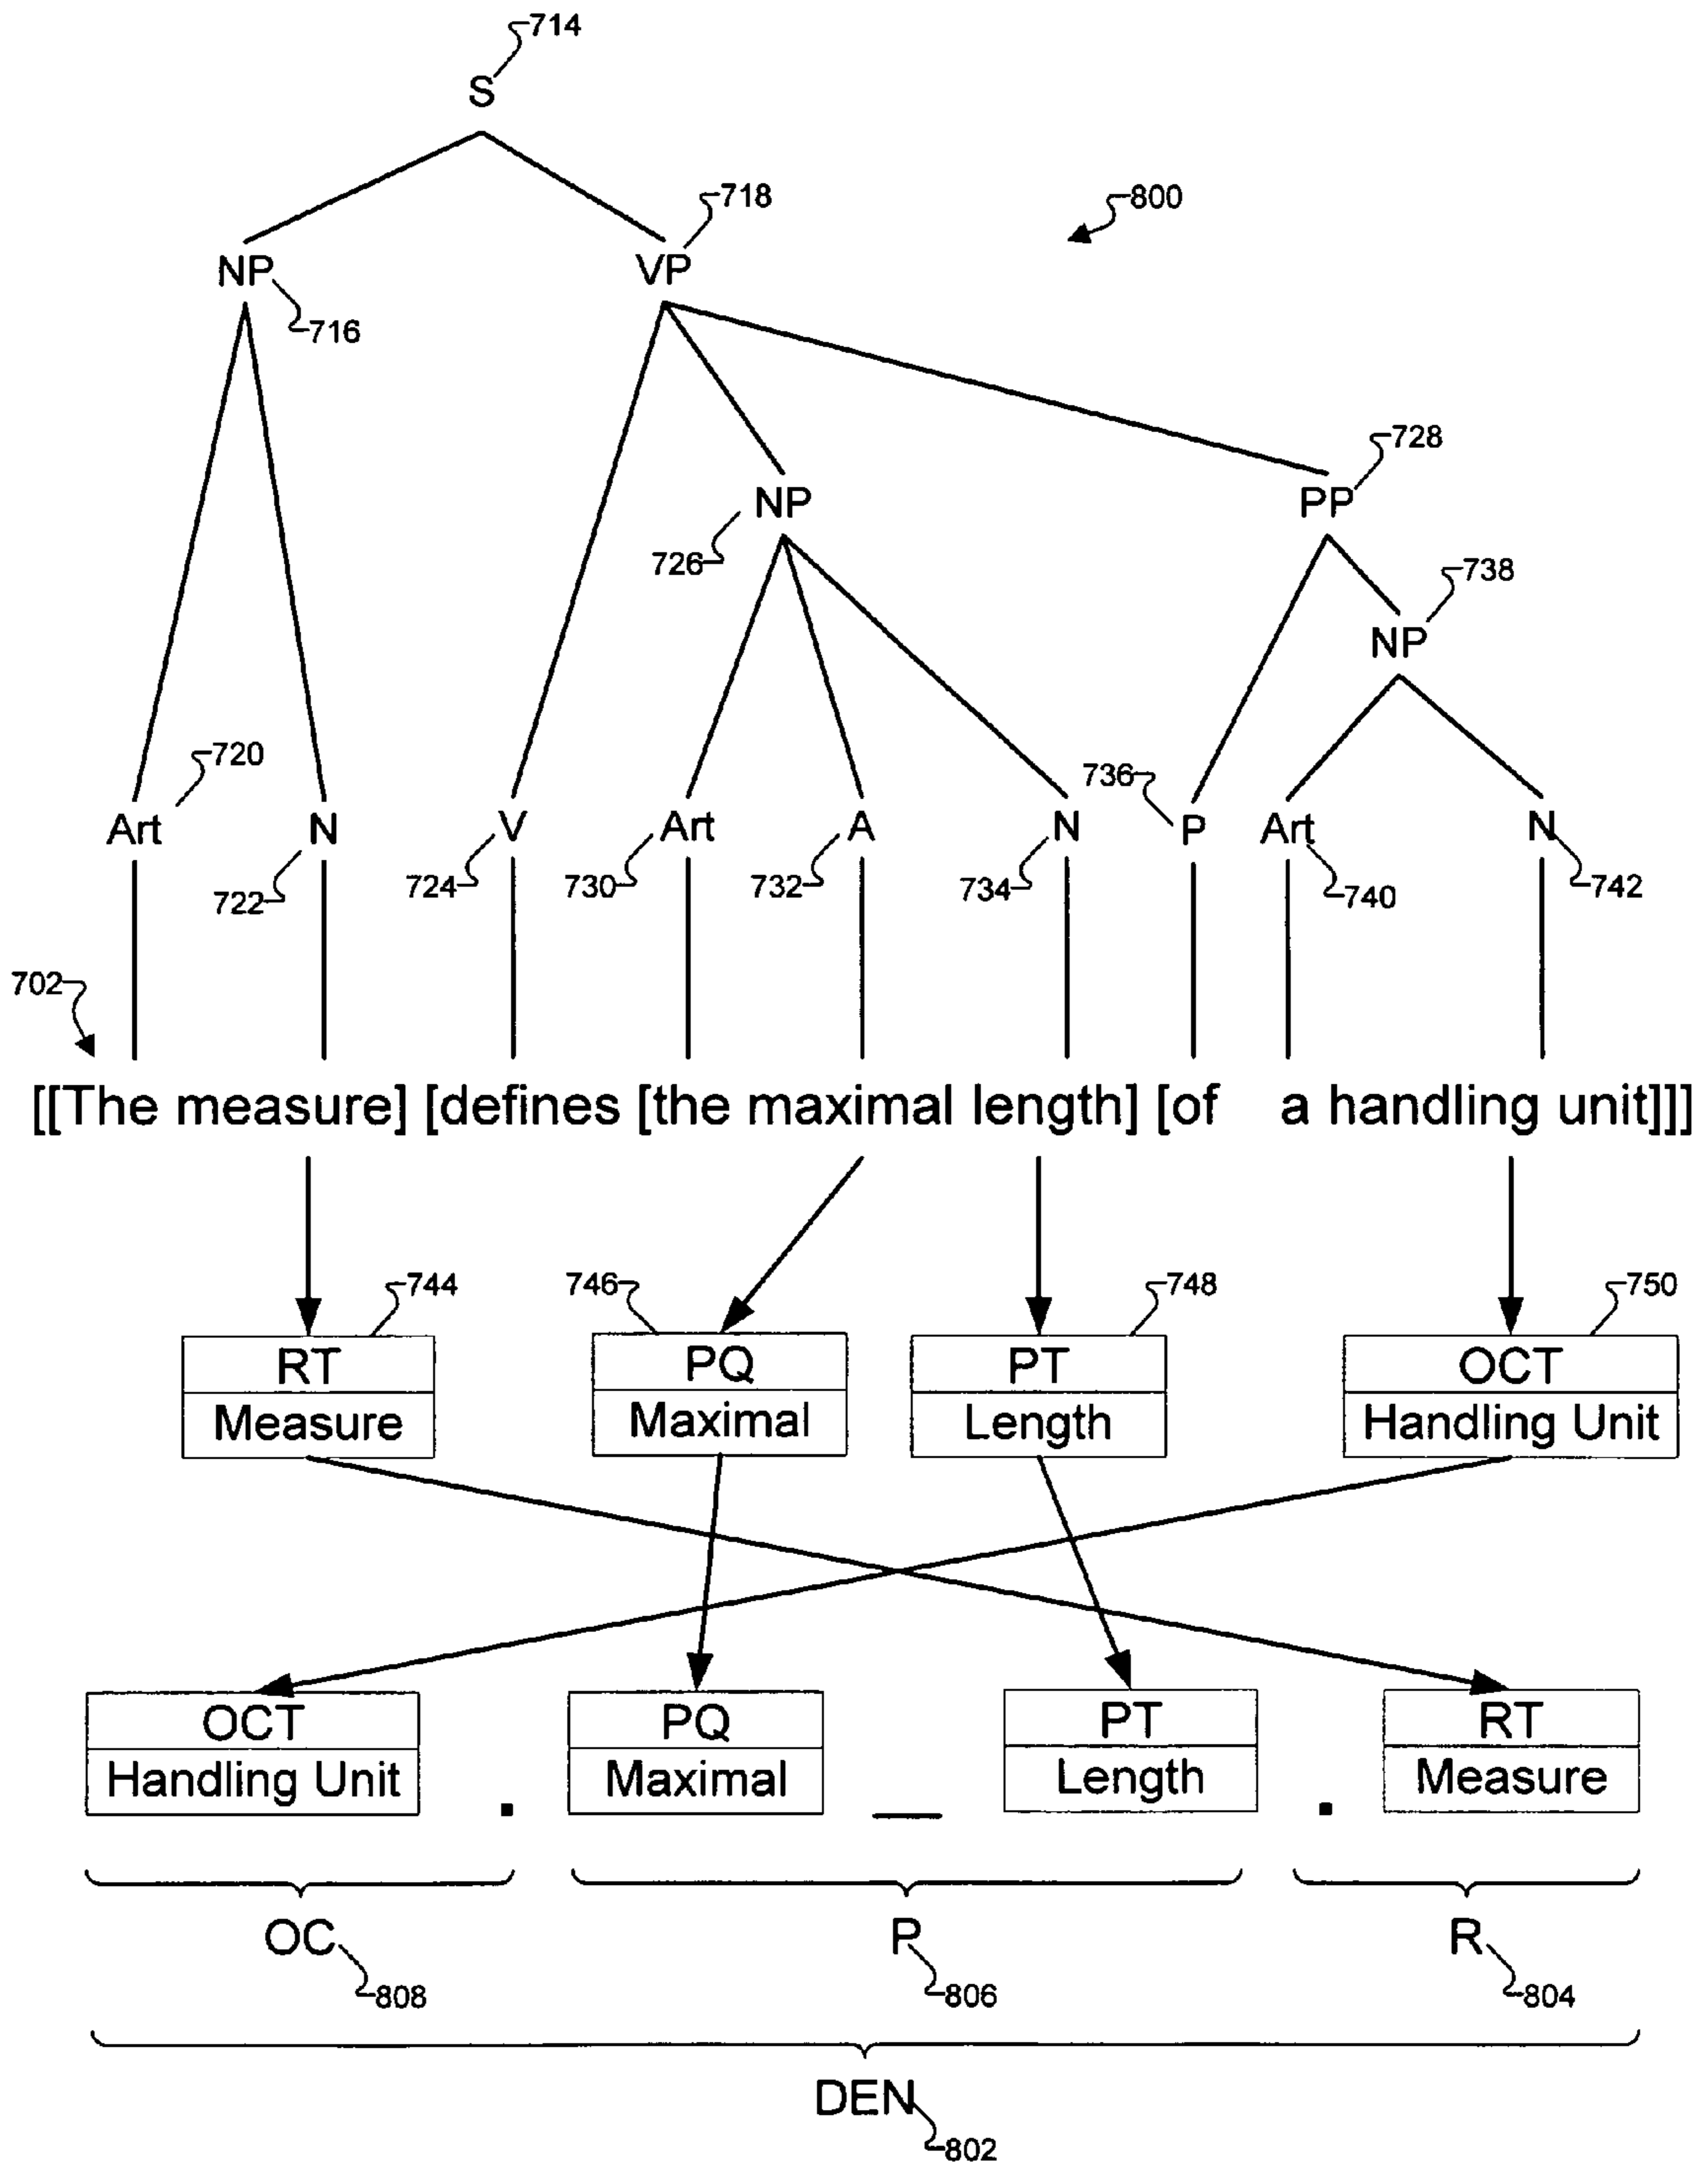 714
S
718
800
NP
VP
716
728
NP
PP
726
738
NP
720
736
Art
N
V
Art
A
N
P
Art
N
722
724
730
732
734
740
742
702
[[The measure] [defines [the maximal length] [of a handling unit]]]
744
746
748
750
RT
PQ
PT
OCT
Measure
Maximal
Length
Handling Unit
OCT
PQ
PT
RT
Handling Unit . Maximal _ Length . Measure
OC
P
R
808
806
804
DEN
802